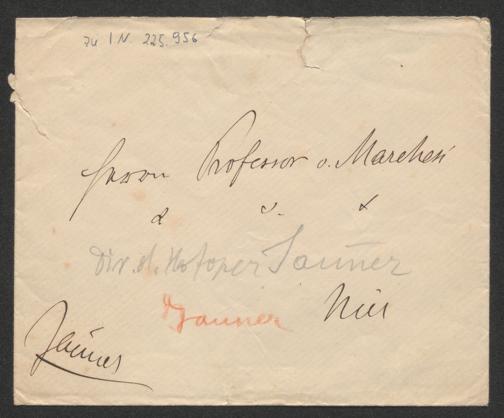 zu I.N. 225.956
Herrn Professor v. Marchesi
Dir. d. Hofoper Jauner
Jauner
Wien
Jauner